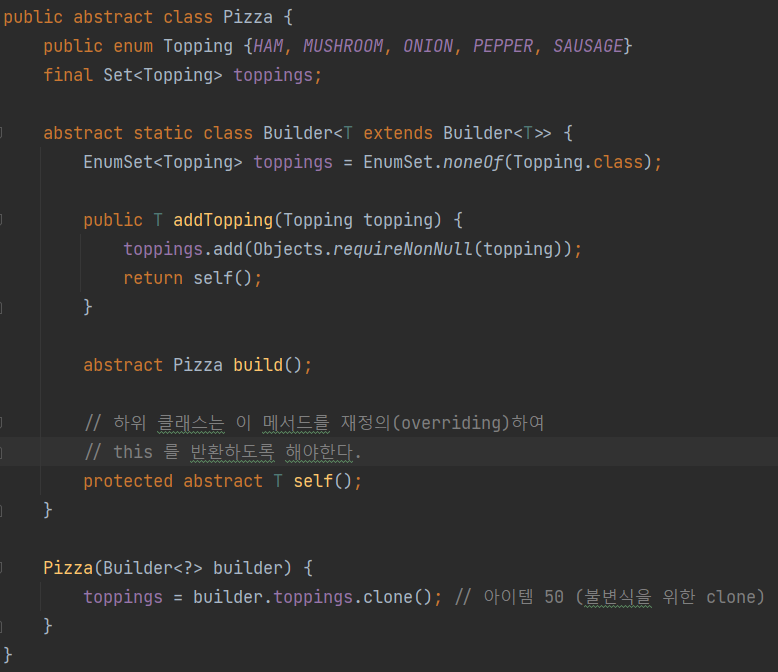 public abstract class Pizza {
    public enum Topping {HAM, MUSHROOM, ONION, PEPPER, SAUSAGE}
    final Set<Topping> toppings;

    abstract static class Builder<T extends Builder<T>> {
        EnumSet<Topping> toppings = EnumSet.noneOf(Topping.class);

        public T addTopping(Topping topping) {
            toppings.add(Objects.requireNonNull(topping));
            return self();
        }

        abstract Pizza build();

        // 하위 클래스는 이 메서드를 재정의(overriding)하여
        // this 를 반환하도록 해야한다.
        protected abstract T self();
    }

    Pizza(Builder<?> builder) {
        toppings = builder.toppings.clone(); // 아이템 50 (불변식을 위한 clone)
    }
}